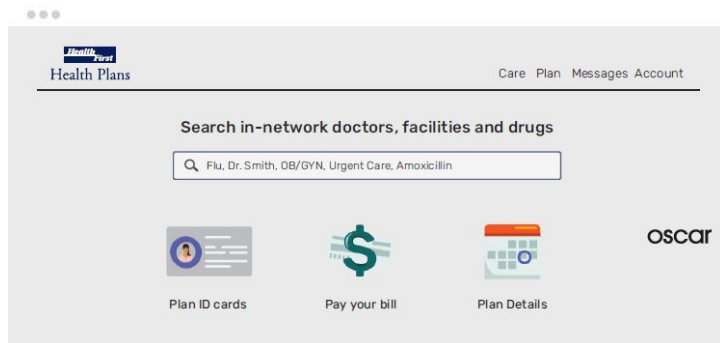 Health
First
Health Plans
Care Plan Messages Account
Search in-network doctors, facilities and drugs
Flu, Dr. Smith, OB/GYN, Urgent Care, Amoxicillin
oscar
Plan ID cards
Pay your bill
Plan Details